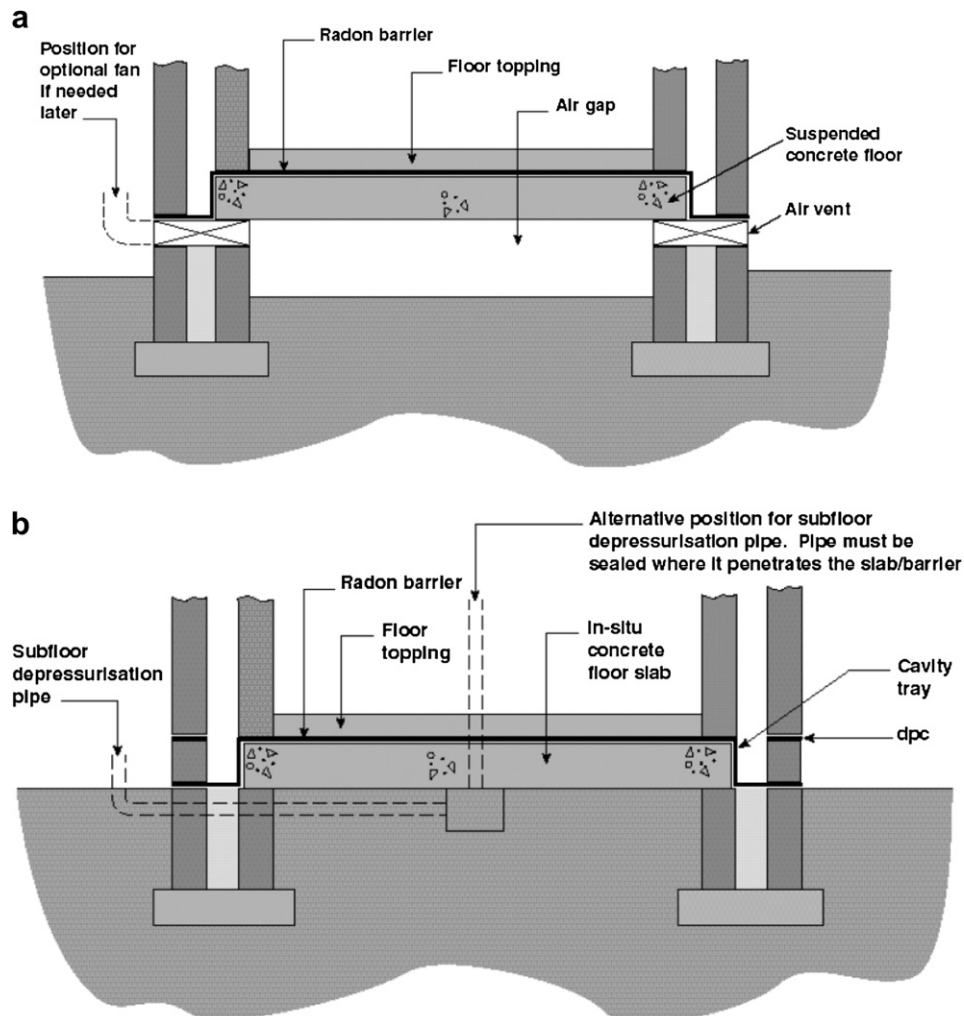 a
Radon barrier
Position for
optional fan
if needed
later
Floor topping
Air gap
Suspended
concrete floor
Air vent
b
Alternative position for subfloor
depressurisation pipe. Pipe must be
sealed where it penetrates the slab/barrier
Radon barrier
Floor
topping
In-situ
concrete
floor slab
Subfloor
depressurisation
pipe
Cavity
tray
dpc